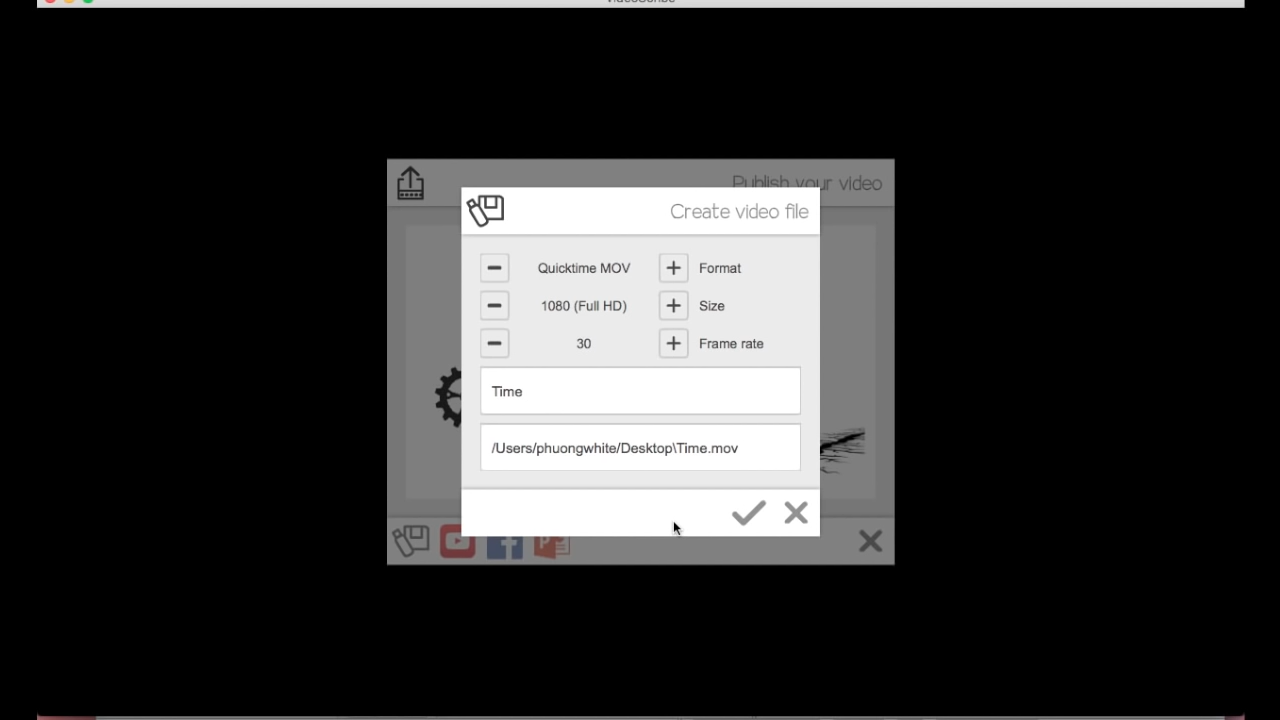 VideoScribe
Publish your video
Create video file
Quicktime MOV
Format
1080 (Full HD)
Size
30
Frame rate
Time
/Users/phuongwhite/Desktop\Time.mov